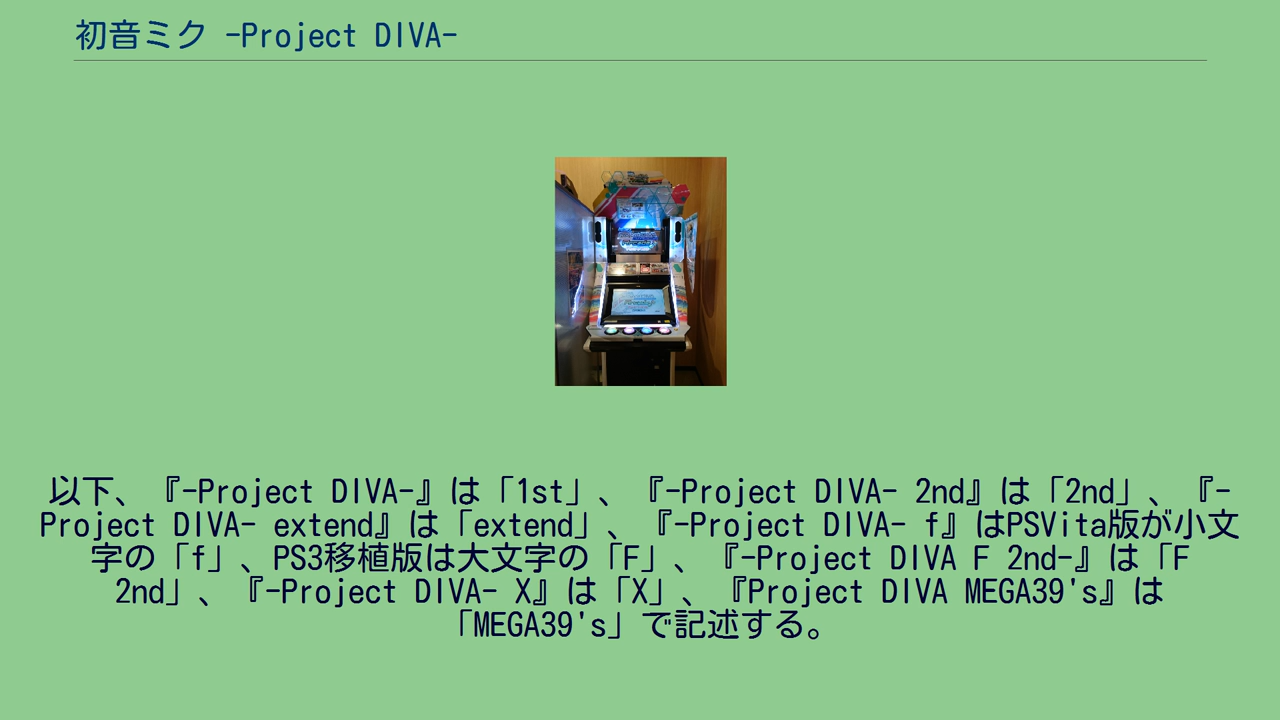 初音ミク -Project DIVA-
以下、『-Project DIVA-』は「1st」、『-Project DIVA- 2nd』は「2nd」、『-
Project DIVA- extend』は「extend」、『-Project DIVA- f』はPSVita版が小文
字の「f」、PS3移植版は大文字の「F」、『-Project DIVA F 2nd-』は「F
2nd」、『-Project DIVA- X』は「X」、『Project DIVA MEGA39's』は
「MEGA39's」で記述する。